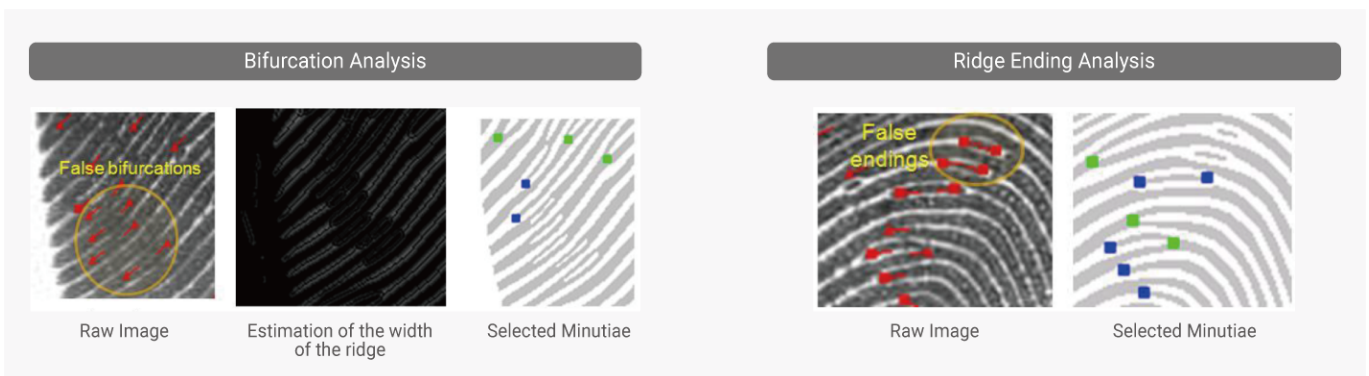 Bifurcation Analysis
False bifurcations
Raw Image
Estimation of the width
of the ridge
Selected Minutiae
Ridge Ending Analysis
False
endings
Raw Image
Selected Minutiae